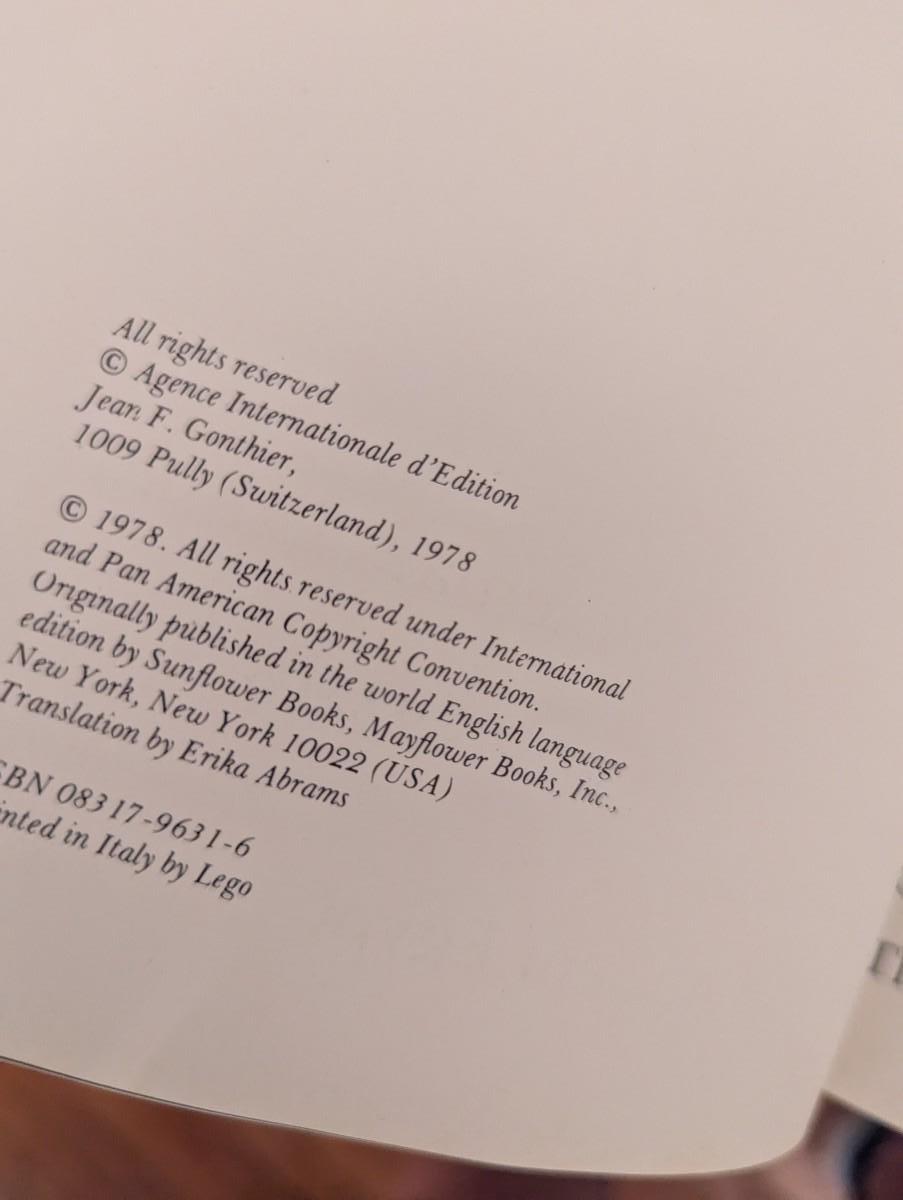 All rights reserved
© Agence Internationale d'Edition
Jean F. Gonthier,
1009 Pully (Switzerland), 1978
© 1978. All rights reserved under International
and Pan American Copyright Convention.
Originally published in the world English language
edition by Sunflower Books, Mayflower Books, Inc.,
New York, New York 10022 (USA)
Translation by Erika Abrams
SBN 08317-9631-6
inted in Italy by Lego